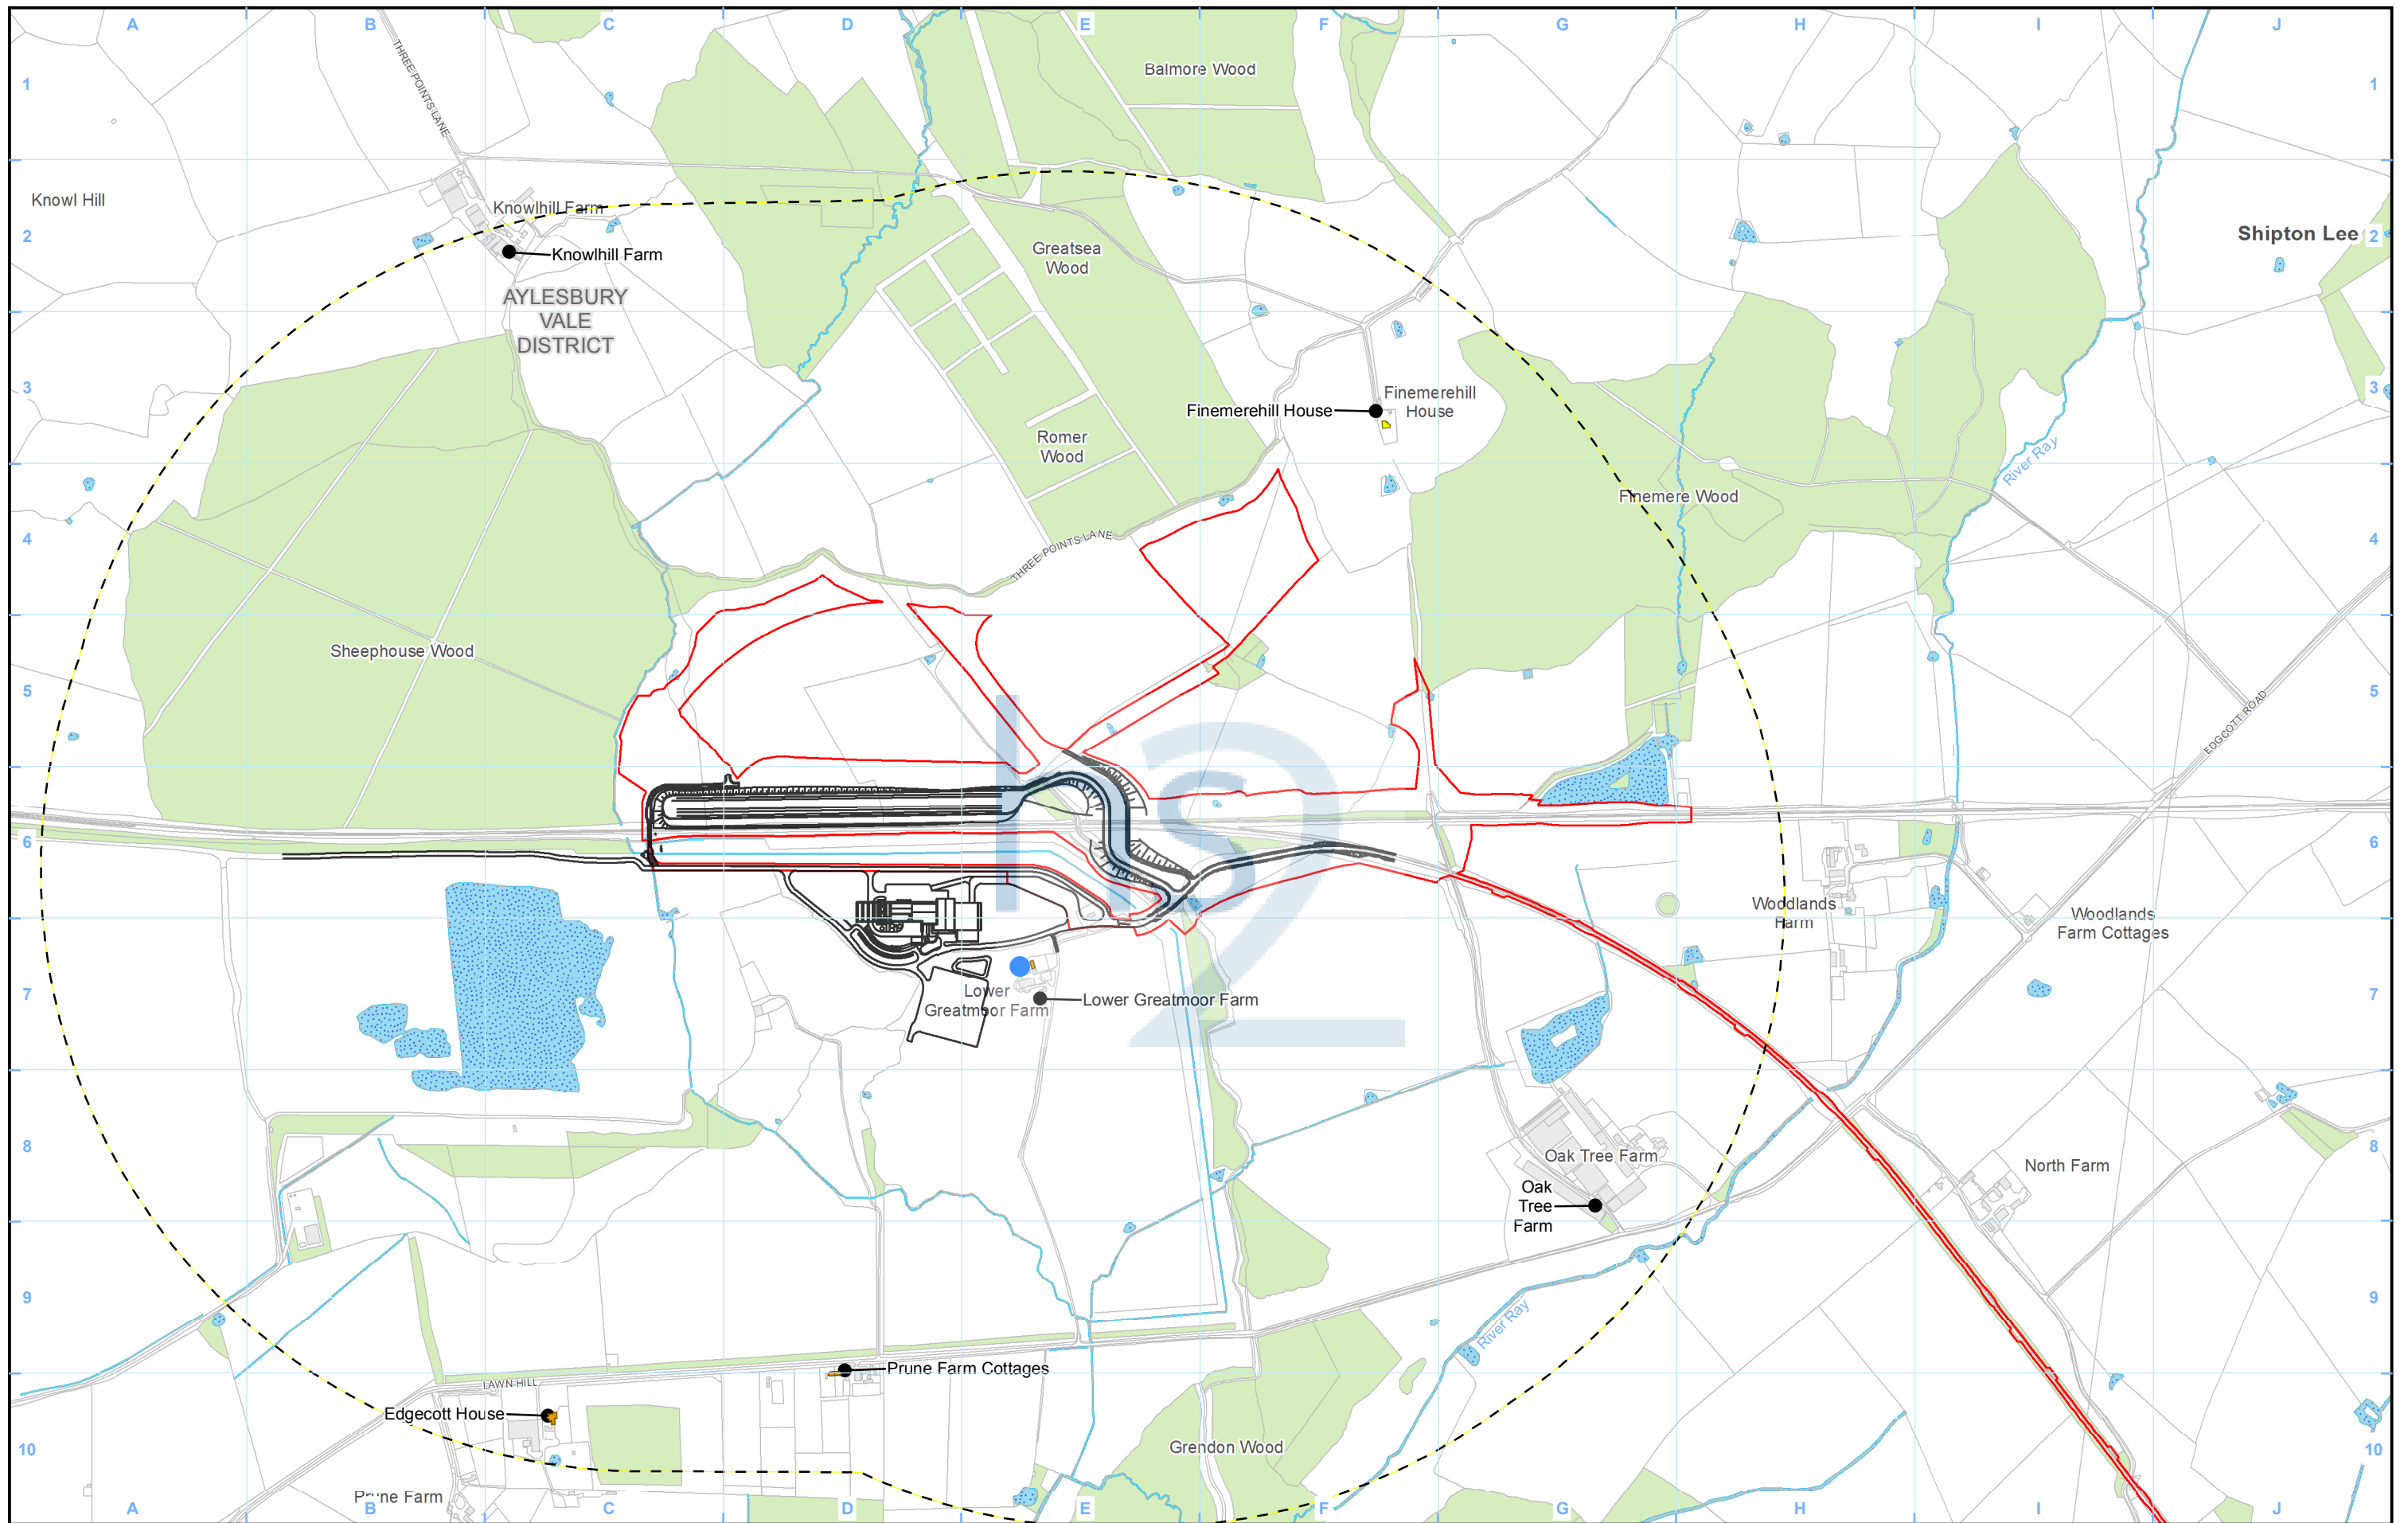 A B C D E F G H I J
THREE POINTS LANE
Balmore Wood
1 1
Knowl Hill
Knowlhill Farm
Knowlhill Farm
2 2
Shipton Lee
Greatsea
Wood
AYLESBURY
VALE
DISTRICT
3 3
Finemerehill House
Finemerehill
House
Romer
Wood
River Ray
Finemere Wood
4 4
THREE POINTS LANE
Sheephouse Wood
5 5
EDGCOTT ROAD
hs2
6 6
Woodlands
Farm
Woodlands
Farm Cottages
7 7
Lower
Greatmoor Farm
Lower Greatmoor Farm
8 8
Oak Tree Farm
North Farm
Oak
Tree
Farm
9 9
River Ray
Prune Farm Cottages
LAWN HILL
Edgecott House
Grendon Wood
10 10
Prune Farm
A B C D E F G H I J